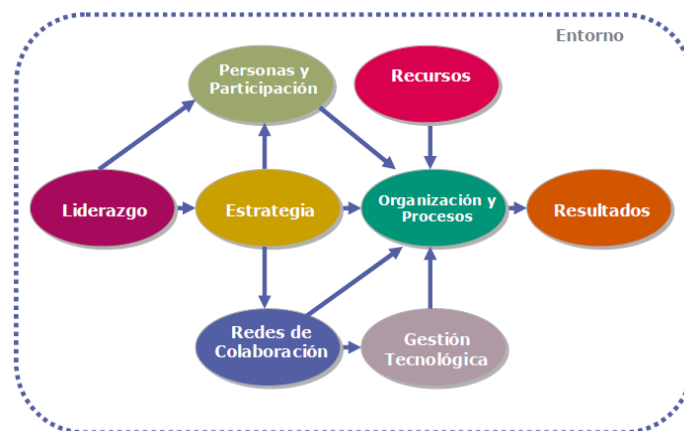 Entorno
Personas y
Participación
Recursos
Liderazgo
Estrategia
Organización y
Procesos
Resultados
Redes de
Colaboración
Gestión
Tecnológica